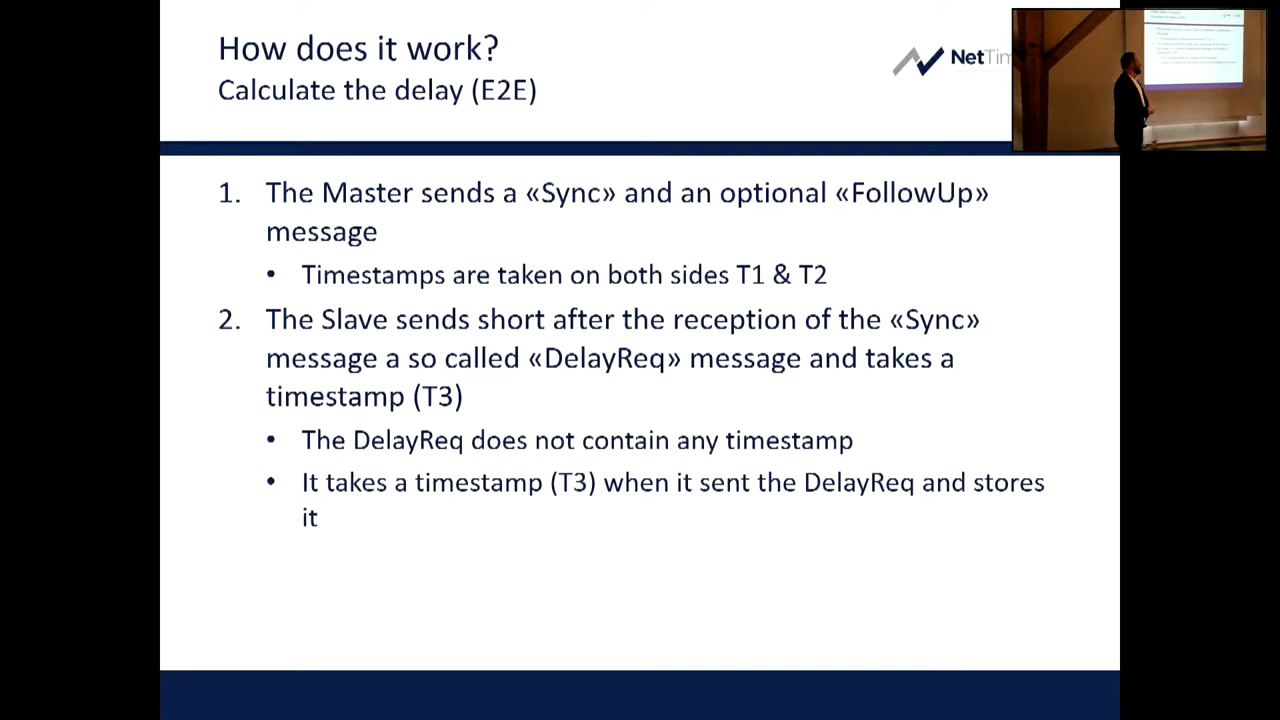 How does it work?
Calculate the delay (E2E)
NetTim
1. The Master sends a «Sync» and an optional «FollowUp»
message
• Timestamps are taken on both sides T1 & T2
2. The Slave sends short after the reception of the «Sync»
message a so called «DelayReq» message and takes a
timestamp (T3)
• The DelayReq does not contain any timestamp
• It takes a timestamp (T3) when it sent the DelayReq and stores
it